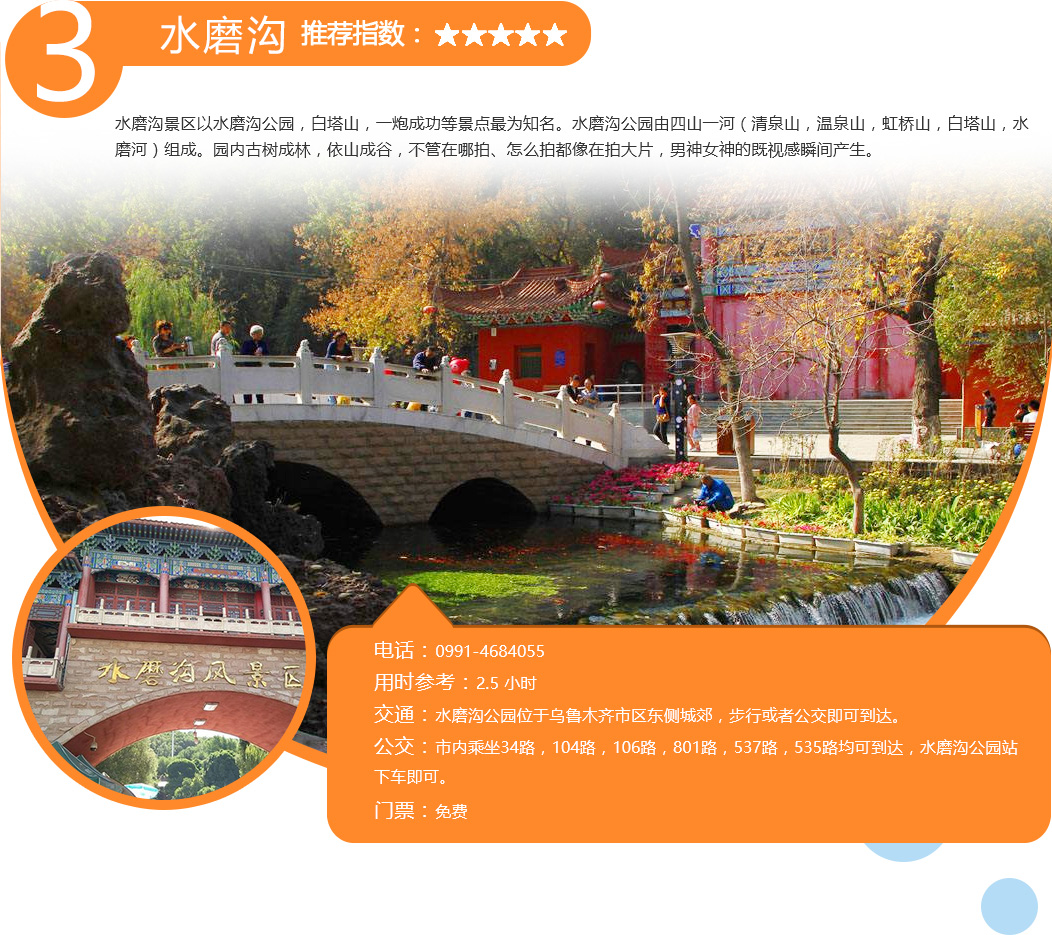 3
水磨沟 推荐指数：★★★★★
水磨沟景区以水磨沟公园，白塔山，一炮成功等景点最为知名。水磨沟公园由四山一河（清泉山，温泉山，虹桥山，白塔山，水
磨河）组成。园内古树成林，依山成谷，不管在哪拍、怎么拍都像在拍大片，男神女神的既视感瞬间产生。
水磨沟风景区
电话：0991-4684055
用时参考：2.5 小时
交通：水磨沟公园位于乌鲁木齐市区东侧城郊，步行或者公交即可到达。
公交：市内乘坐34路，104路，106路，801路，537路，535路均可到达，水磨沟公园站
下车即可。
门票：免费